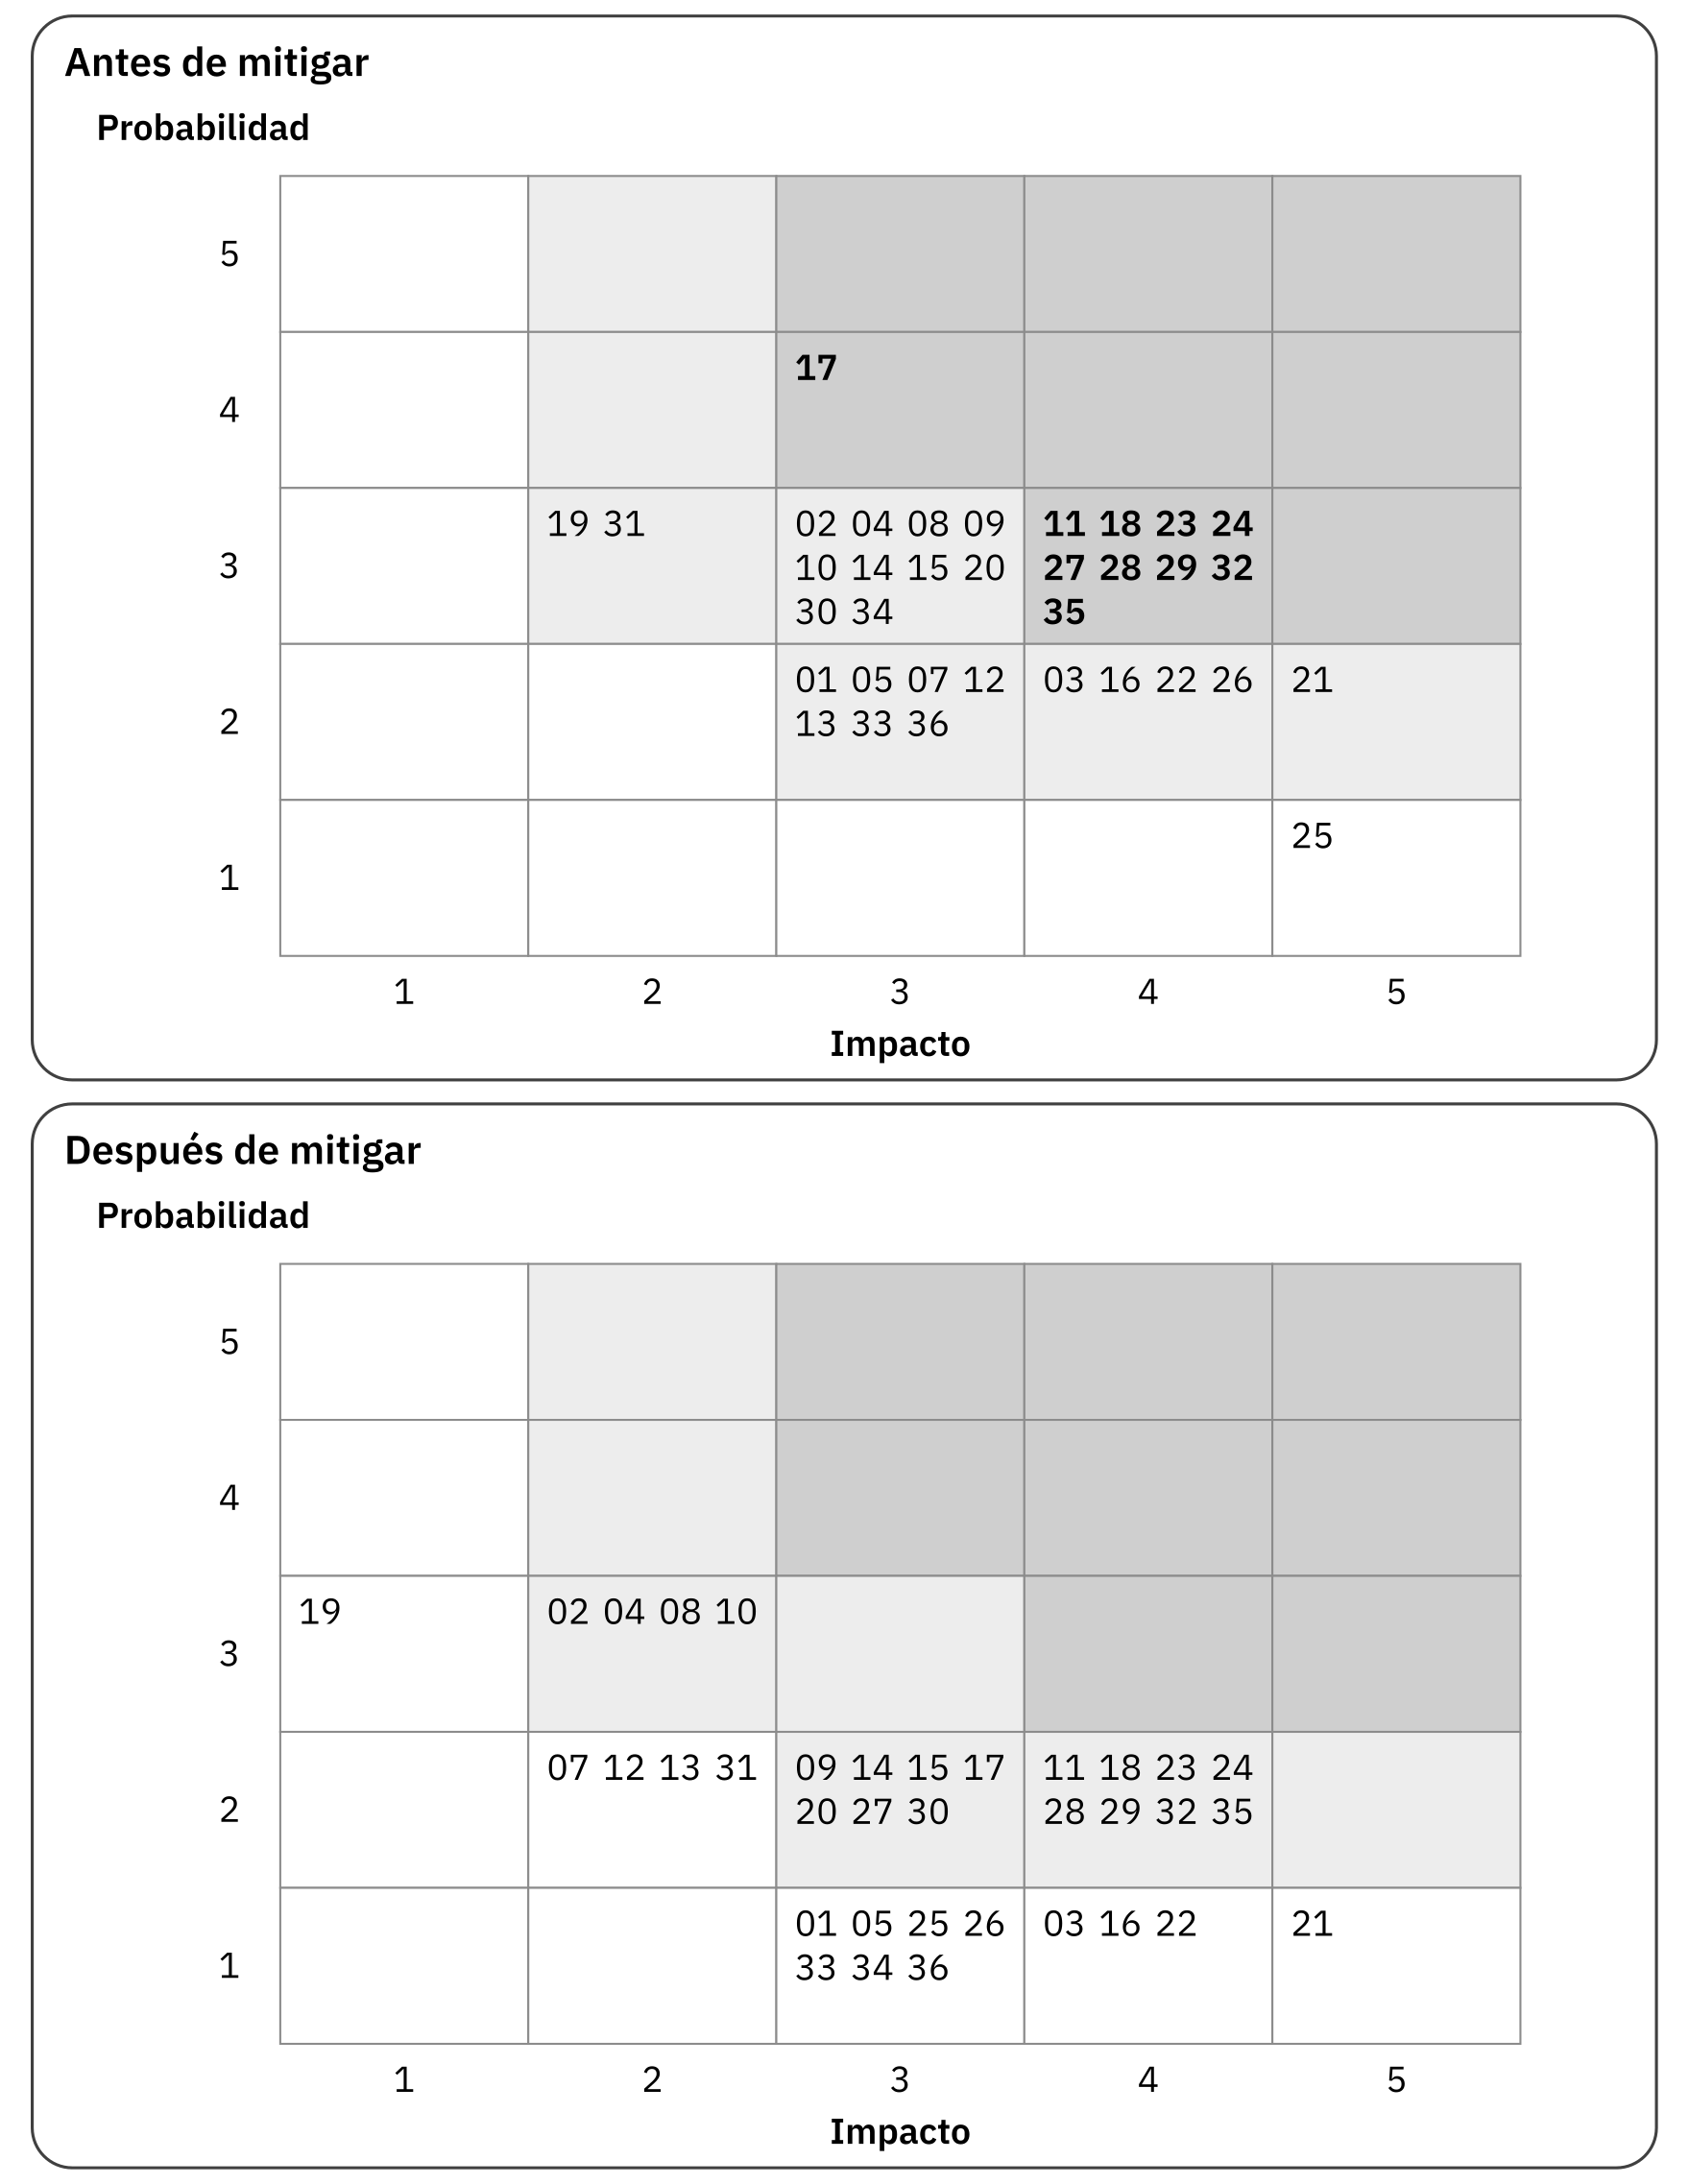 Antes de mitigar
Probabilidad
5
4
17
3
19 31
02 04 08 09
10 14 15 20
30 34
11 18 23 24
27 28 29 32
35
2
01 05 07 12
13 33 36
03 16 22 26
21
1
25
1 2 3 4 5
Impacto
Después de mitigar
Probabilidad
5
4
3
19
02 04 08 10
2
07 12 13 31
09 14 15 17
20 27 30
11 18 23 24
28 29 32 35
1
01 05 25 26
33 34 36
03 16 22
21
1 2 3 4 5
Impacto